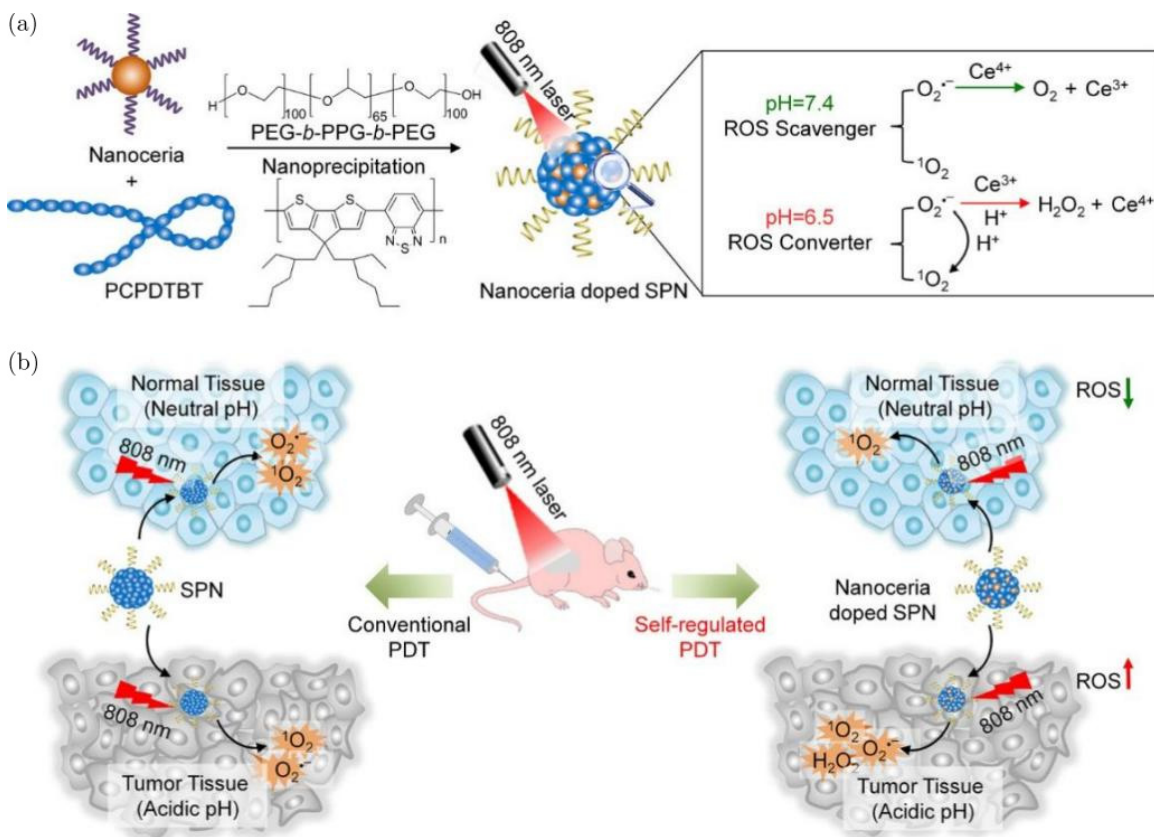 (a)
Nanoceria
+
PCPDTBT
H
O
100
O
65
O
OH
100
PEG-b-PPG-b-PEG
Nanoprecipitation
S
S
n
N
S
N
808 nm laser
Nanoceria doped SPN
pH=7.4
ROS Scavenger
O₂•⁻
Ce⁴⁺
O₂ + Ce³⁺
¹O₂
pH=6.5
ROS Converter
O₂•⁻
Ce³⁺
H⁺
H₂O₂ + Ce⁴⁺
H⁺
¹O₂
(b)
Normal Tissue
(Neutral pH)
808 nm
O₂•⁻
¹O₂
SPN
808 nm
¹O₂
O₂•⁻
Tumor Tissue
(Acidic pH)
808 nm laser
Conventional
PDT
Self-regulated
PDT
Normal Tissue
(Neutral pH)
ROS
¹O₂
808 nm
Nanoceria
doped SPN
ROS
808 nm
¹O₂
O₂•⁻
H₂O₂
Tumor Tissue
(Acidic pH)